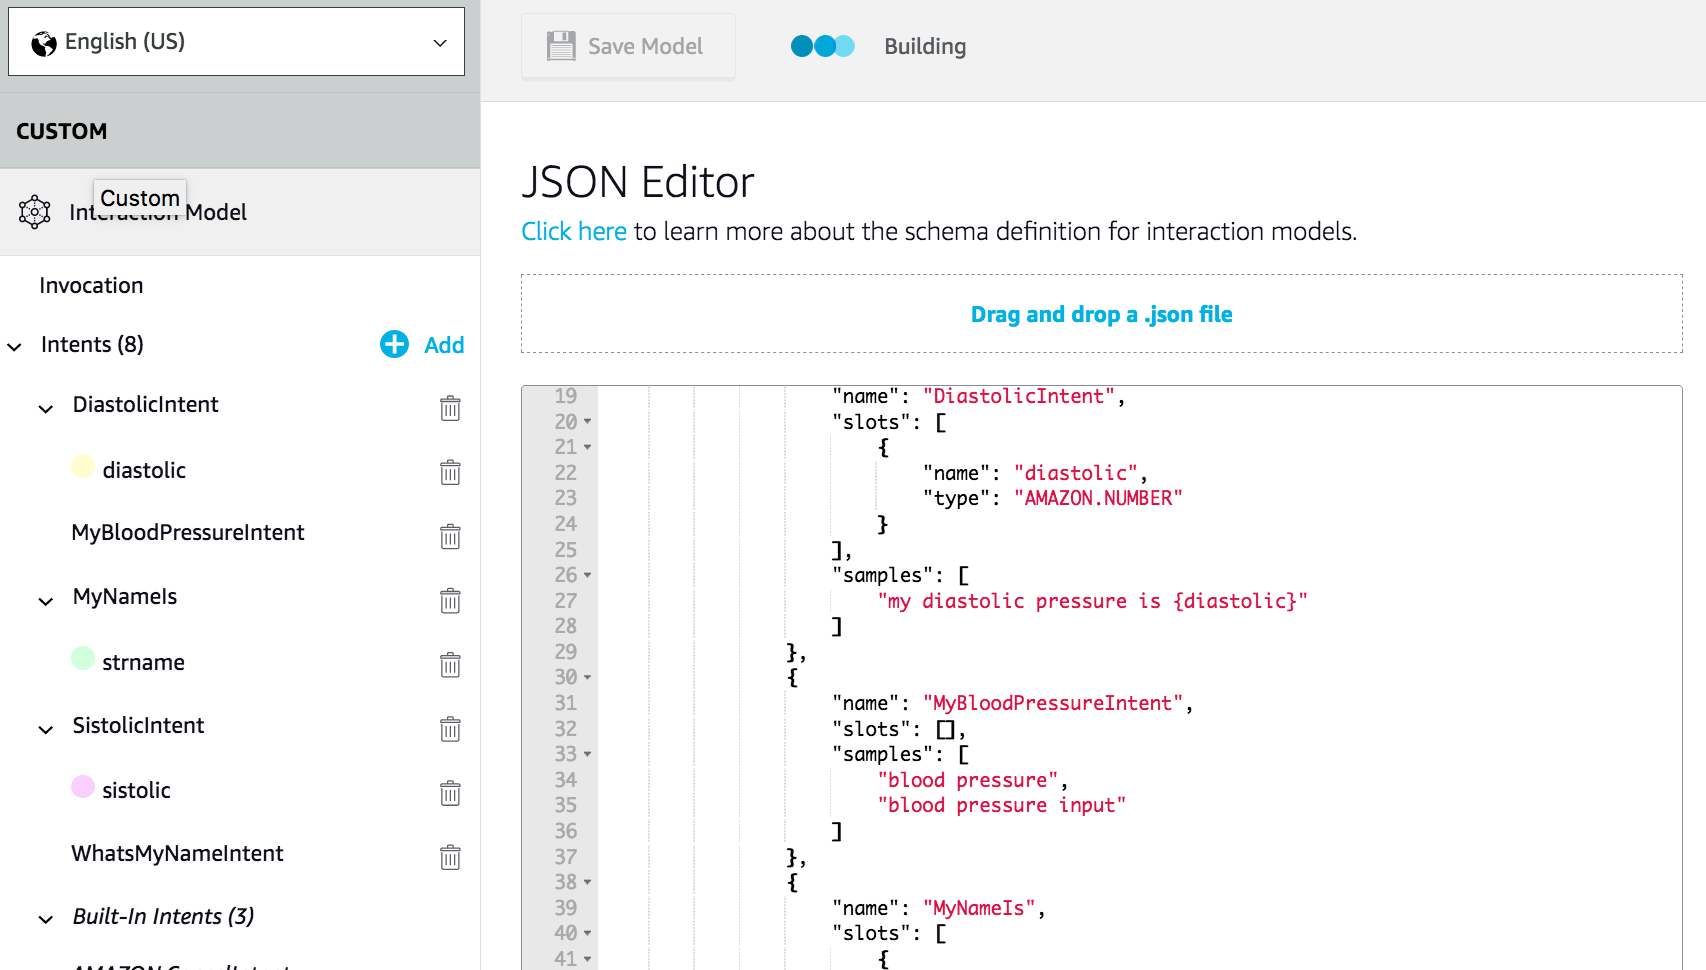 English (US)
CUSTOM
Custom
Interaction Model
Invocation
Intents (8)
Add
DiastolicIntent
diastolic
MyBloodPressureIntent
MyNameIs
strname
SistolicIntent
sistolic
WhatsMyNameIntent
Built-In Intents (3)
Save Model
Building
JSON Editor
Click here to learn more about the schema definition for interaction models.
Drag and drop a .json file
19 "name": "DiastolicIntent",
20 "slots": [
21 {
22 "name": "diastolic",
23 "type": "AMAZON.NUMBER"
24 }
25 ],
26 "samples": [
27 "my diastolic pressure is {diastolic}"
28 ]
29 },
30 {
31 "name": "MyBloodPressureIntent",
32 "slots": [],
33 "samples": [
34 "blood pressure",
35 "blood pressure input"
36 ]
37 },
38 {
39 "name": "MyNameIs",
40 "slots": [
41 {